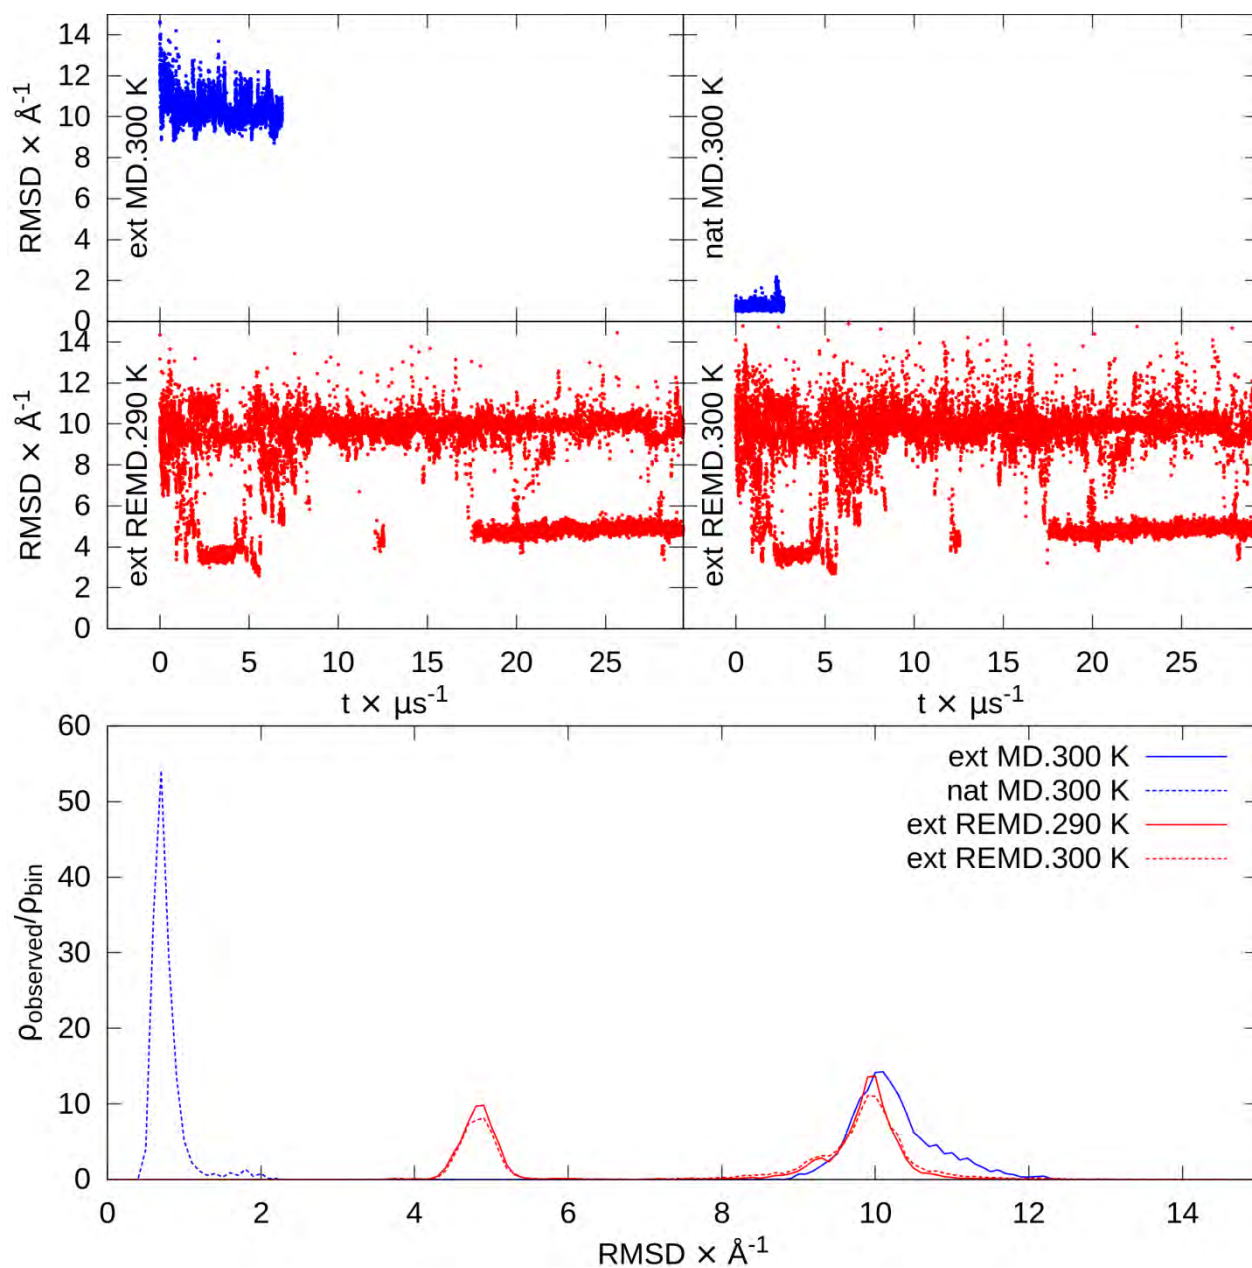 14
12
10
8
6
4
2
0
RMSD × Å⁻¹
ext MD.300 K
nat MD.300 K
14
12
10
8
6
4
2
0
RMSD × Å⁻¹
ext REMD.290 K
ext REMD.300 K
0 5 10 15 20 25
0 5 10 15 20 25
t × µs⁻¹
t × µs⁻¹
60
50
40
30
20
10
0
ρobserved/ρbin
ext MD.300 K
nat MD.300 K
ext REMD.290 K
ext REMD.300 K
0 2 4 6 8 10 12 14
RMSD × Å⁻¹